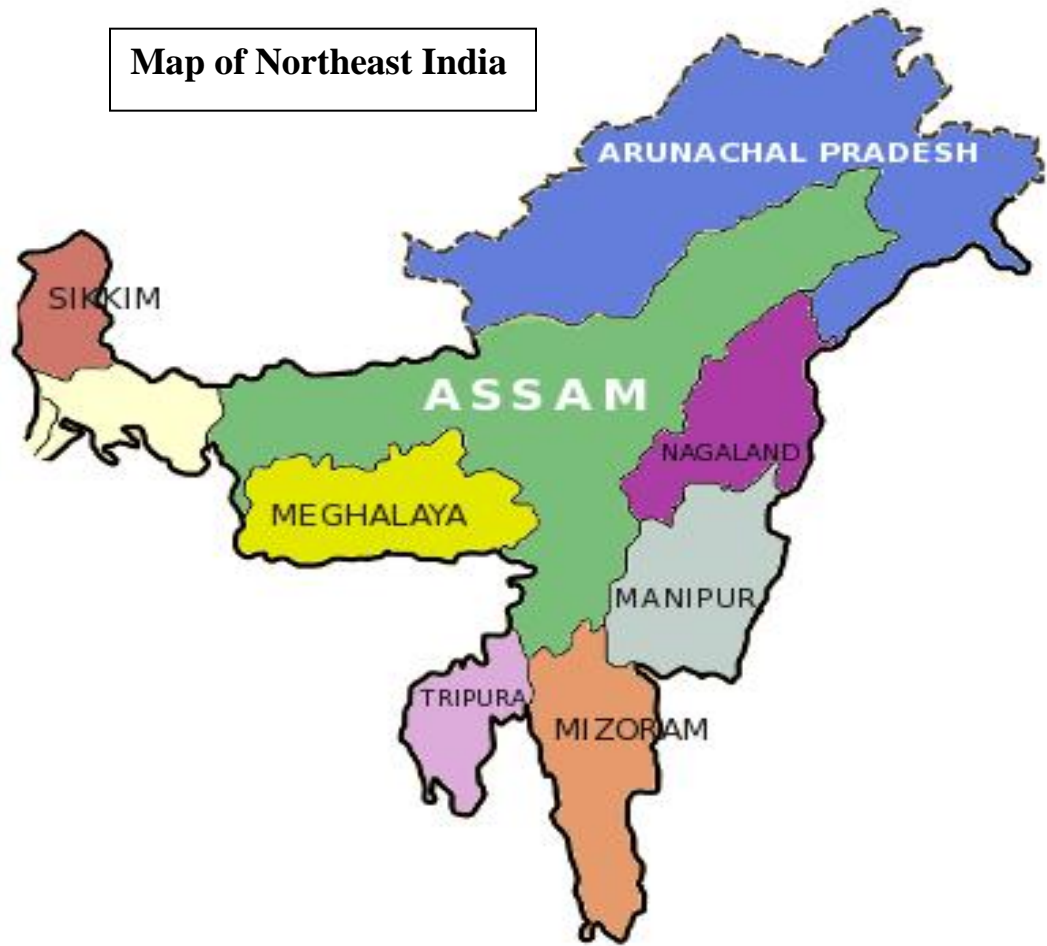 Map of Northeast India
ARUNACHAL PRADESH
SIKKIM
ASSAM
NAGALAND
MEGHALAYA
MANIPUR
TRIPURA
MIZORAM